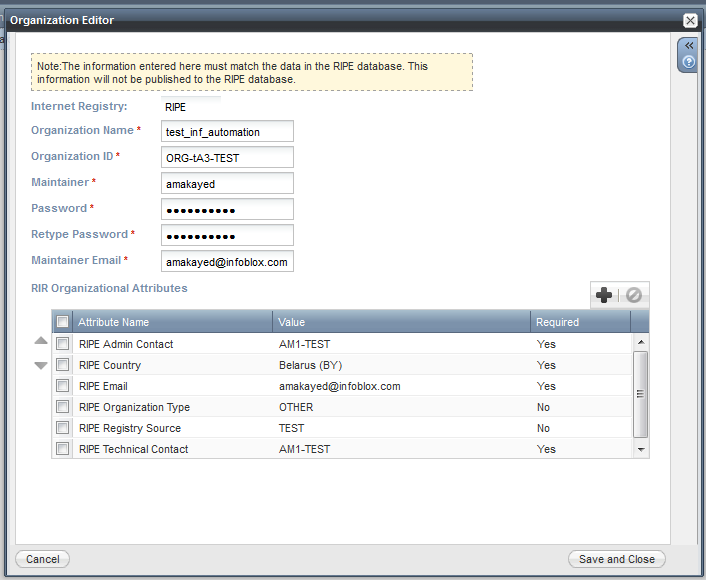 Organization Editor
Note:The information entered here must match the data in the RIPE database. This
information will not be published to the RIPE database.
Internet Registry: RIPE
Organization Name * test_inf_automation
Organization ID * ORG-tA3-TEST
Maintainer * amakayed
Password * ●●●●●●●●●●
Retype Password * ●●●●●●●●●●
Maintainer Email * amakayed@infoblox.com
RIR Organizational Attributes
Attribute Name Value Required
RIPE Admin Contact AM1-TEST Yes
RIPE Country Belarus (BY) Yes
RIPE Email amakayed@infoblox.com Yes
RIPE Organization Type OTHER No
RIPE Registry Source TEST No
RIPE Technical Contact AM1-TEST Yes
Cancel Save and Close